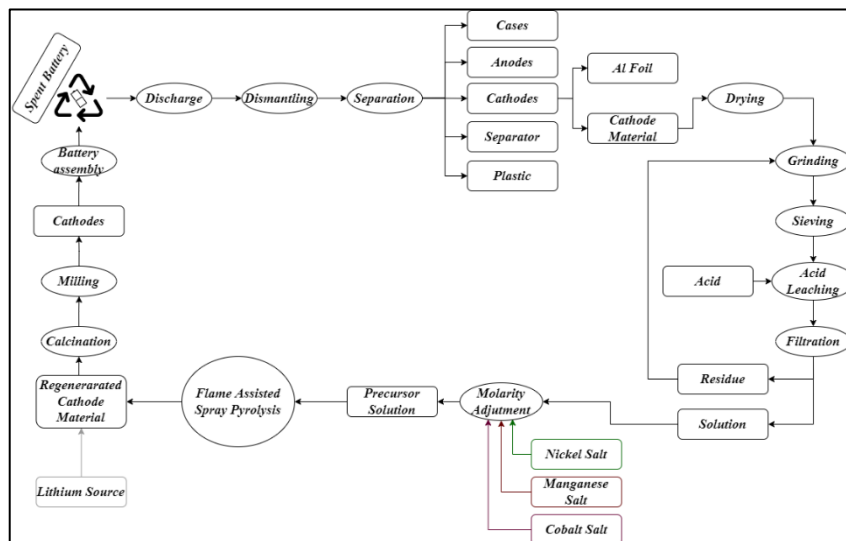 Spent Battery
Discharge
Dismantling
Separation
Cases
Anodes
Cathodes
Separator
Plastic
Al Foil
Cathode
Material
Drying
Grinding
Sieving
Acid
Acid
Leaching
Filtration
Residue
Solution
Molarity
Adjutment
Nickel Salt
Manganese
Salt
Cobalt Salt
Precursor
Solution
Flame Assisted
Spray Pyrolysis
Regenerarated
Cathode
Material
Lithium Source
Calcination
Milling
Cathodes
Battery
assembly